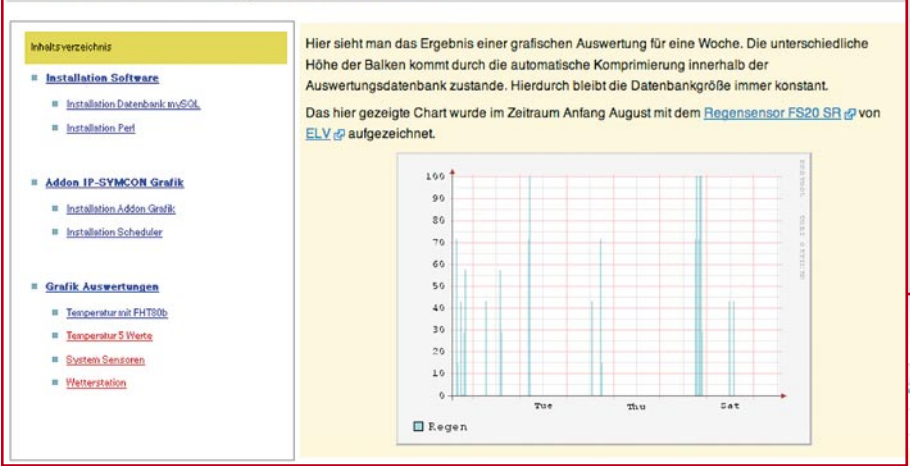 Inhaltsverzeichnis
Installation Software
Installation Datenbank mySQL
Installation Perl
Addon IP-SYMCON Grafik
Installation Addon Grafik
Installation Scheduler
Grafik Auswertungen
Temperatur mit FHT80b
Temperatur 5 Werte
System Sensoren
Wetterstation
Hier sieht man das Ergebnis einer grafischen Auswertung für eine Woche. Die unterschiedliche
Höhe der Balken kommt durch die automatische Komprimierung innerhalb der
Auswertungsdatenbank zustande. Hierdurch bleibt die Datenbankgröße immer konstant.
Das hier gezeigte Chart wurde im Zeitraum Anfang August mit dem Regensensor FS20 SR von
ELV aufgezeichnet.
100
90
80
70
60
50
40
30
20
10
0
Tue Thu Sat
Regen